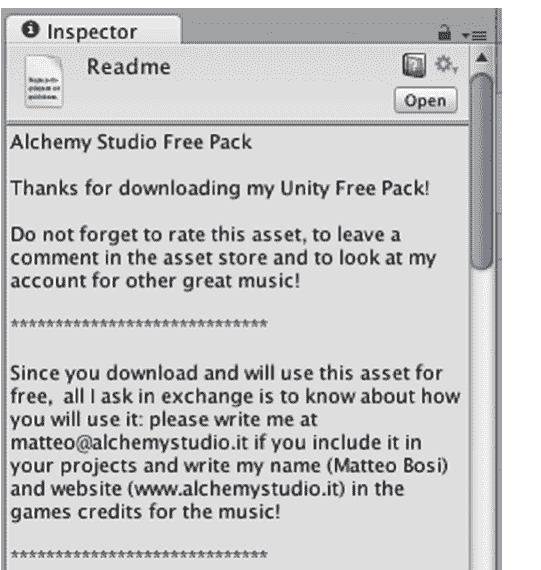 Inspector
Readme
Open
Alchemy Studio Free Pack
Thanks for downloading my Unity Free Pack!
Do not forget to rate this asset, to leave a
comment in the asset store and to look at my
account for other great music!
*****************************
Since you download and will use this asset for
free,  all I ask in exchange is to know about how
you will use it: please write me at
matteo@alchemystudio.it if you include it in
your projects and write my name (Matteo Bosi)
and website (www.alchemystudio.it) in the
games credits for the music!
*****************************